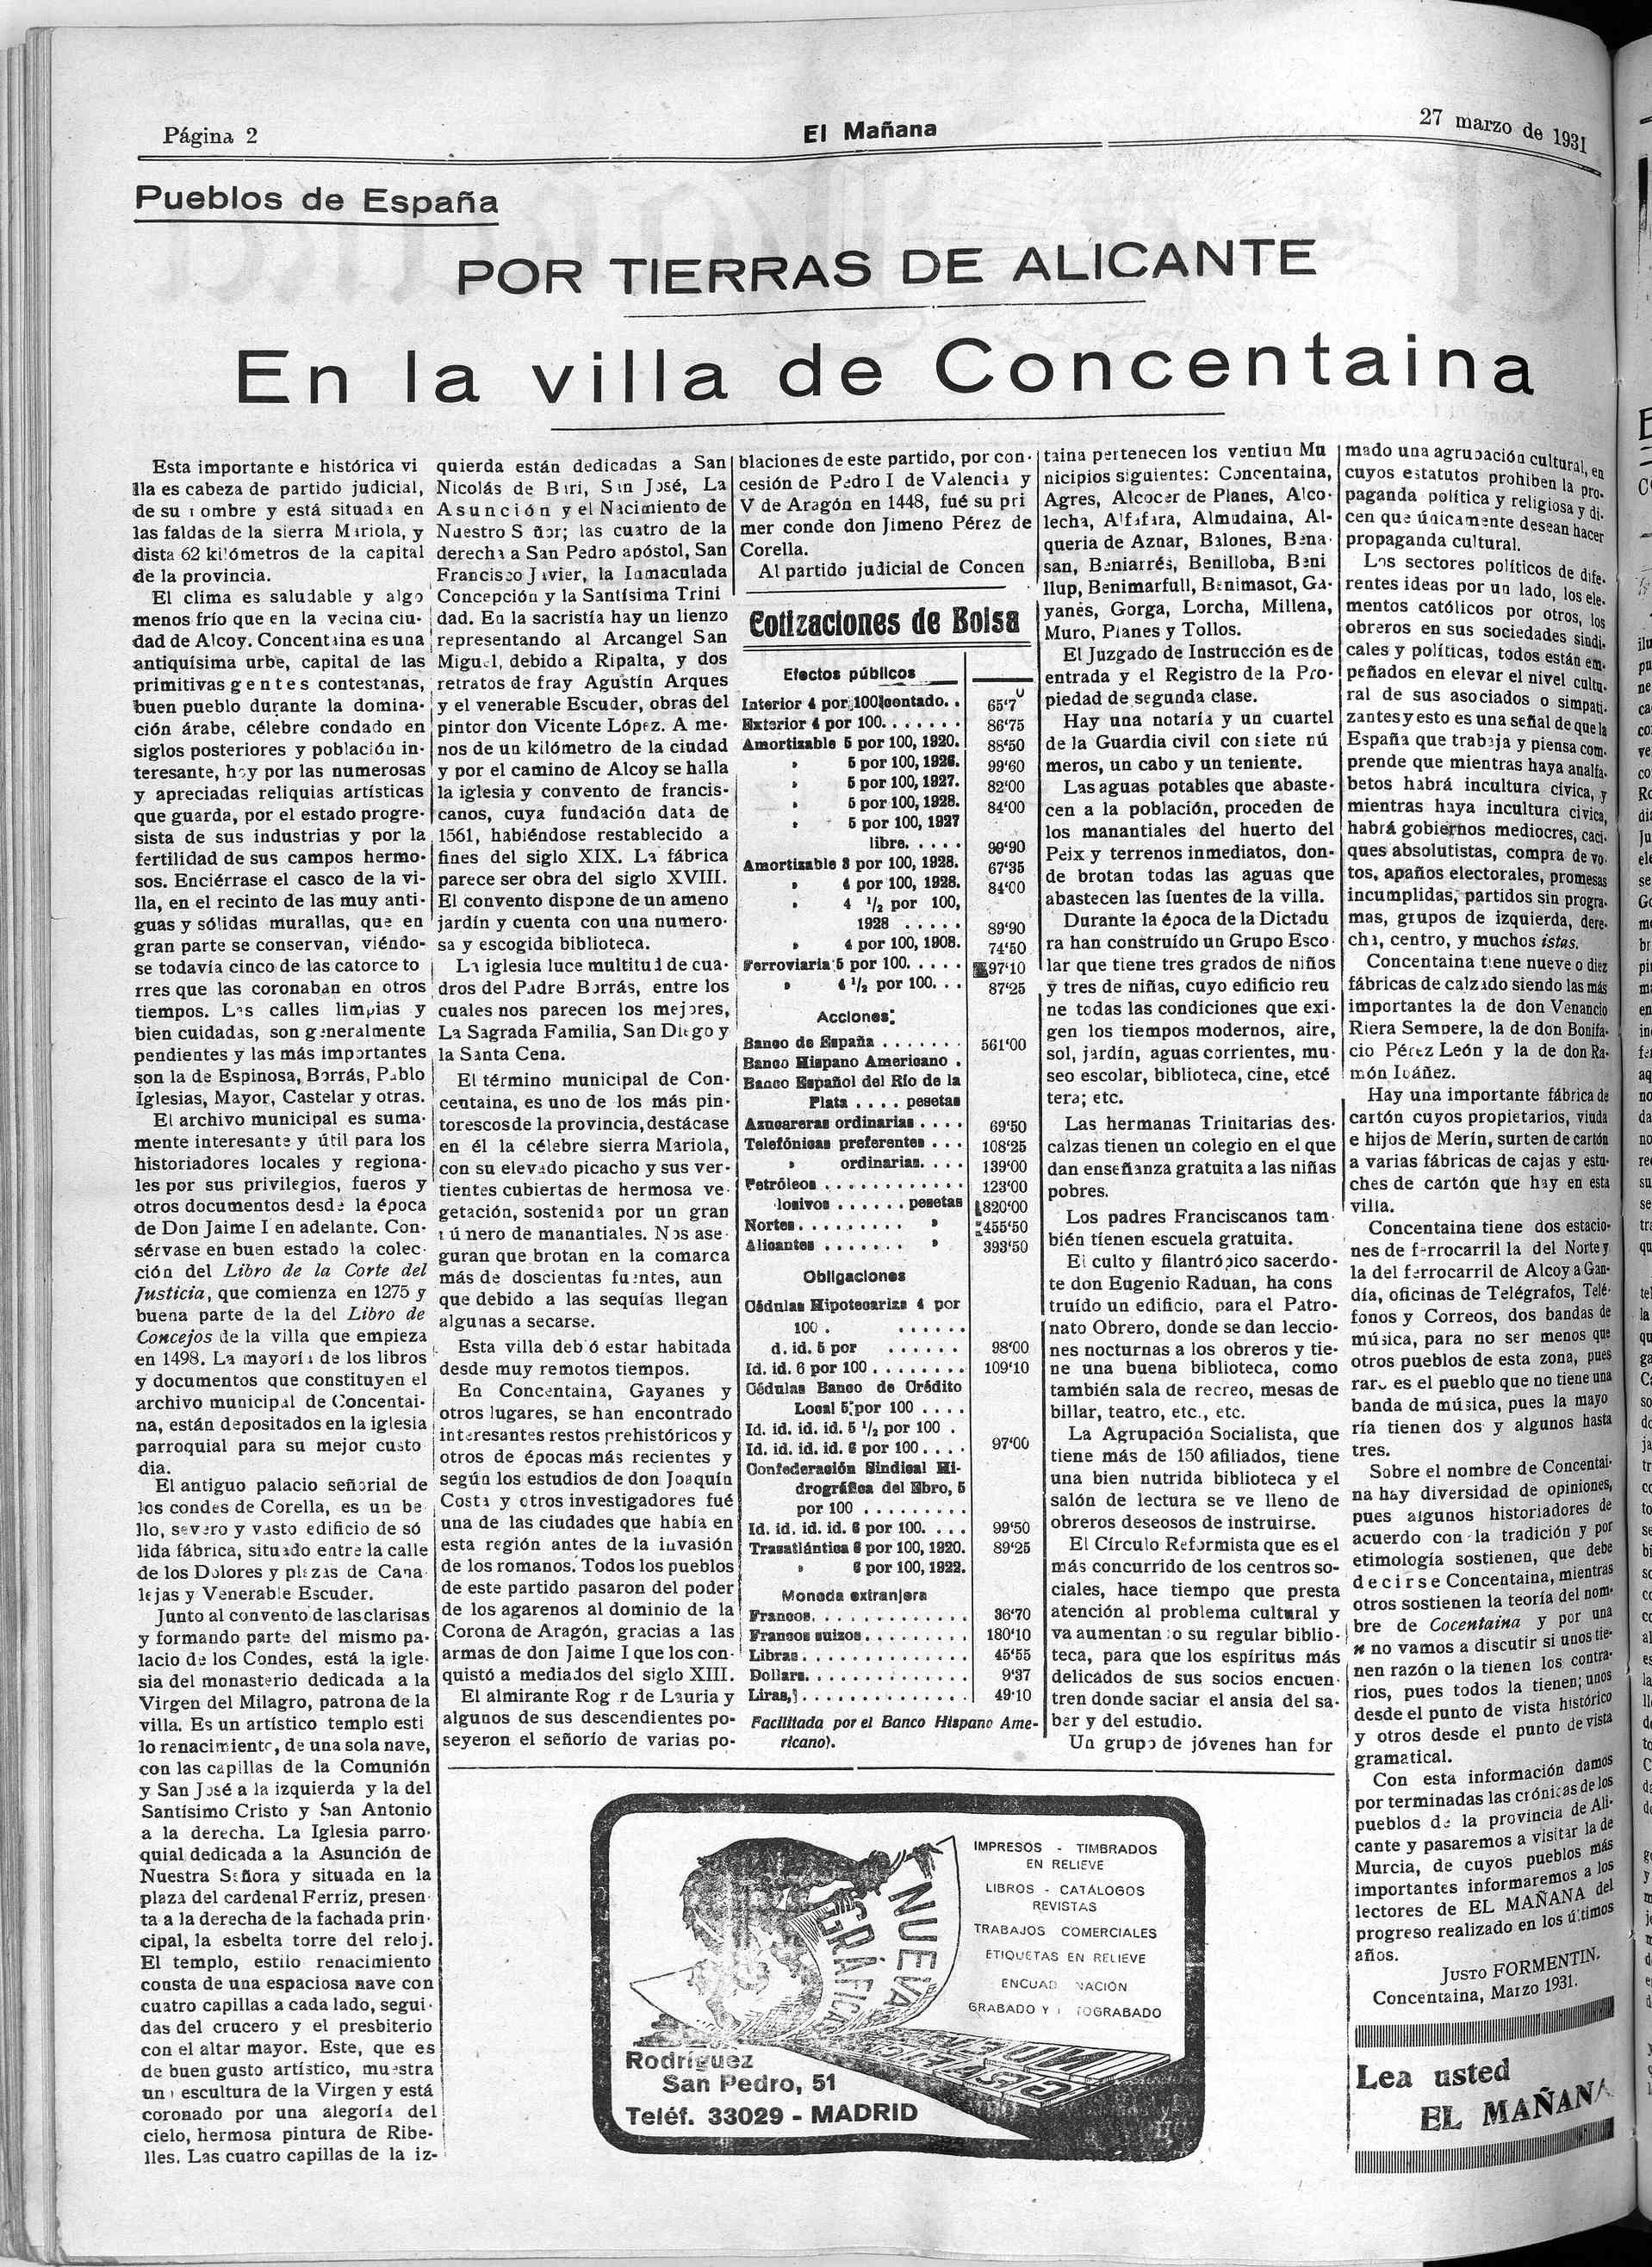 Página 2
El Mañana
27 marzo de 1931
Pueblos de España
POR TIERRAS DE ALICANTE
En la villa de Concentaina
Esta importante e histórica vi
lla es cabeza de partido judicial,
de su ombre y está situada en
las faldas de la sierra Mariola, y
dista 62 kilómetros de la capital
de la provincia.
El clima es saludable y algo
menos frío que en la vecina ciu-
dad de Alcoy. Concentaina es una
antiquísima urbe, capital de las
primitivas gentes contestanas,
buen pueblo durante la domina-
ción árabe, célebre condado en
siglos posteriores y población in-
teresante, hoy por las numerosas
y apreciadas reliquias artísticas
que guarda, por el estado progre-
sista de sus industrias y por la
fertilidad de sus campos hermo-
sos. Enciérrase el casco de la vi-
lla, en el recinto de las muy anti-
guas y sólidas murallas, que en
gran parte se conservan, viéndo-
se todavía cinco de las catorce to
rres que las coronaban en otros
tiempos. Las calles limpias y
bien cuidadas, son generalmente
pendientes y las más importantes
son la de Espinosa, Borrás, Pablo
Iglesias, Mayor, Castelar y otras.
El archivo municipal es suma-
mente interesante y útil para los
historiadores locales y regiona-
les por sus privilegios, fueros y
otros documentos desde la época
de Don Jaime I en adelante. Con-
sérvase en buen estado la colec-
ción del Libro de la Corte del
Justicia, que comienza en 1275 y
buena parte de la del Libro de
Concejos de la villa que empieza
en 1498. La mayoría de los libros
y documentos que constituyen el
archivo municipal de Concentai-
na, están depositados en la iglesia
parroquial para su mejor custo
dia.
El antiguo palacio señorial de
los condes de Corella, es un be
llo, severo y vasto edificio de só
lida fábrica, situado entre la calle
de los Dolores y plazas de Cana
lejas y Venerable Escuder.
Junto al convento de las clarisas
y formando parte del mismo pa-
lacio de los Condes, está la igle-
sia del monasterio dedicada a la
Virgen del Milagro, patrona de la
villa. Es un artístico templo esti
lo renacimiento, de una sola nave,
con las capillas de la Comunión
y San José a la izquierda y la del
Santísimo Cristo y San Antonio
a la derecha. La Iglesia parro-
quial dedicada a la Asunción de
Nuestra Señora y situada en la
plaza del cardenal Ferríz, presen-
ta a la derecha de la fachada prin-
cipal, la esbelta torre del reloj.
El templo, estilo renacimiento
consta de una espaciosa nave con
cuatro capillas a cada lado, segui-
das del crucero y el presbiterio
con el altar mayor. Este, que es
de buen gusto artístico, muestra
una escultura de la Virgen y está
coronado por una alegoría del
cielo, hermosa pintura de Ribe-
lles. Las cuatro capillas de la iz-
quierda están dedicadas a San
Nicolás de Biri, San José, La
Asunción y el Nacimiento de
Nuestro Señor; las cuatro de la
derecha a San Pedro apóstol, San
Francisco Javier, la Inmaculada
Concepción y la Santísima Trini
dad. En la sacristía hay un lienzo
representando al Arcangel San
Miguel, debido a Ripalta, y dos
retratos de fray Agustín Arques
y el venerable Escuder, obras del
pintor don Vicente López. A me-
nos de un kilómetro de la ciudad
y por el camino de Alcoy se halla
la iglesia y convento de francis-
canos, cuya fundación data de
1561, habiéndose restablecido a
fines del siglo XIX. La fábrica
parece ser obra del siglo XVIII.
El convento dispone de un ameno
jardín y cuenta con una numero-
sa y escogida biblioteca.
La iglesia luce multitud de cua-
dros del Padre Borrás, entre los
cuales nos parecen los mejores,
La Sagrada Familia, San Diego y
la Santa Cena.
El término municipal de Con-
centaina, es uno de los más pin-
torescos de la provincia, destácase
en él la célebre sierra Mariola,
con su elevado picacho y sus ver-
tientes cubiertas de hermosa ve-
getación, sostenida por un gran
número de manantiales. Nos ase-
guran que brotan en la comarca
más de doscientas fuentes, aun
que debido a las sequías llegan
algunas a secarse.
Esta villa debió estar habitada
desde muy remotos tiempos.
En Concentaina, Gayanes y
otros lugares, se han encontrado
interesantes restos prehistóricos y
otros de épocas más recientes y
según los estudios de don Joaquín
Costa y otros investigadores fué
una de las ciudades que había en
esta región antes de la invasión
de los romanos. Todos los pueblos
de este partido pasaron del poder
de los agarenos al dominio de la
Corona de Aragón, gracias a las
armas de don Jaime I que los con-
quistó a mediados del siglo XIII.
El almirante Roger de Lauria y
algunos de sus descendientes po-
seyeron el señorío de varias po-
blaciones de este partido, por con-
cesión de Pedro I de Valencia y
V de Aragón en 1448, fué su pri
mer conde don Jimeno Pérez de
Corella.
Al partido judicial de Concen
Cotizaciones de Bolsa
Efectos públicos
Interior 4 por 100 contado. . 65'7
Exterior 4 por 100. . . . . . . 86'75
Amortizable 5 por 100, 1920. 88'50
» 5 por 100, 1926. 99'60
» 5 por 100, 1927. 82'00
» 5 por 100, 1928. 84'00
» 5 por 100, 1927
libre. . . . . 99'90
Amortizable 3 por 100, 1928. 67'35
» 4 por 100, 1928. 84'00
» 4 1/2 por 100,
1928 . . . . . 89'90
» 4 por 100, 1908. 74'50
Ferroviaria 5 por 100. . . . . 97'10
» 4 1/2 por 100. . . 87'25
Acciones:
Banco de España . . . . . . . 561'00
Banco Hispano Americano .
Banco Español del Río de la
Plata . . . . pesetas
Azucareras ordinarias . . . . 69'50
Telefónicas preferentes . . . 108'25
» ordinarias. . . . 139'00
Petróleos . . . . . . . . . . . . 123'00
losivos . . . . . . pesetas 820'00
Nortes. . . . . . . . . » 455'50
Alicantes . . . . . . . » 393'50
Obligaciones
Cédulas Hipotecarias 4 por
100 . . . . . . .
d. id. 5 por . . . . . . 98'00
Id. id. 6 por 100 . . . . . . . . 109'10
Cédulas Banco de Crédito
Local 5 por 100 . . . .
Id. id. id. id. 5 1/2 por 100 .
Id. id. id. id. 6 por 100 . . . . 97'00
Confederación Sindical Hi-
drográfica del Ebro, 5
por 100 . . . . . . . . .
Id. id. id. id. 6 por 100. . . . 99'50
Trasatlántica 6 por 100, 1920. 89'25
» 6 por 100, 1922.
Moneda extranjera
Francos. . . . . . . . . . . . . 36'70
Francos suizos. . . . . . . . . 180'10
Libras. . . . . . . . . . . . . . 45'55
Dollars. . . . . . . . . . . . . 9'37
Liras, . . . . . . . . . . . . . . 49'10
Facilitada por el Banco Hispano Ame-
ricano).
taina pertenecen los ventiun Mu
nicipios siguientes: Concentaina,
Agres, Alcocer de Planes, Alco-
lecha, Alfafara, Almudaina, Al-
queria de Aznar, Balones, Bena-
san, Beniarrés, Benilloba, Beni
llup, Benimarfull, Benimasot, Ga-
yanes, Gorga, Lorcha, Millena,
Muro, Planes y Tollos.
El Juzgado de Instrucción es de
entrada y el Registro de la Pro-
piedad de segunda clase.
Hay una notaría y un cuartel
de la Guardia civil con siete nú
meros, un cabo y un teniente.
Las aguas potables que abaste-
cen a la población, proceden de
los manantiales del huerto del
Peix y terrenos inmediatos, don-
de brotan todas las aguas que
abastecen las fuentes de la villa.
Durante la época de la Dictadu
ra han construído un Grupo Esco-
lar que tiene tres grados de niños
y tres de niñas, cuyo edificio reu
ne todas las condiciones que exi-
gen los tiempos modernos, aire,
sol, jardín, aguas corrientes, mu-
seo escolar, biblioteca, cine, etcé
tera; etc.
Las hermanas Trinitarias des-
calzas tienen un colegio en el que
dan enseñanza gratuita a las niñas
pobres.
Los padres Franciscanos tam-
bién tienen escuela gratuita.
El culto y filantrópico sacerdo-
te don Eugenio Raduan, ha cons
truído un edificio, para el Patro-
nato Obrero, donde se dan leccio-
nes nocturnas a los obreros y tie-
ne una buena biblioteca, como
también sala de recreo, mesas de
billar, teatro, etc., etc.
La Agrupación Socialista, que
tiene más de 150 afiliados, tiene
una bien nutrida biblioteca y el
salón de lectura se ve lleno de
obreros deseosos de instruirse.
El Círculo Reformista que es el
más concurrido de los centros so-
ciales, hace tiempo que presta
atención al problema cultural y
va aumentan o su regular biblio-
teca, para que los espíritus más
delicados de sus socios encuen-
tren donde saciar el ansia del sa-
ber y del estudio.
Un grupo de jóvenes han for
mado una agrupación cultural, en
cuyos estatutos prohiben la pro-
paganda política y religiosa y di-
cen que únicamente desean hacer
propaganda cultural.
Los sectores políticos de dife-
rentes ideas por un lado, los ele-
mentos católicos por otros, los
obreros en sus sociedades sindi-
cales y políticas, todos están em-
peñados en elevar el nivel cultu-
ral de sus asociados o simpati-
zantes y esto es una señal de que la
España que trabaja y piensa com-
prende que mientras haya analfa-
betos habrá incultura cívica, y
mientras haya incultura cívica,
habrá gobiernos mediocres, caci-
ques absolutistas, compra de vo-
tos, apaños electorales, promesas
incumplidas, partidos sin progra-
mas, grupos de izquierda, dere-
cha, centro, y muchos istas.
Concentaina tiene nueve o diez
fábricas de calzado siendo las más
importantes la de don Venancio
Riera Sempere, la de don Bonifa-
cio Pérez León y la de don Ra-
món Ibáñez.
Hay una importante fábrica de
cartón cuyos propietarios, viuda
e hijos de Merín, surten de cartón
a varias fábricas de cajas y estu-
ches de cartón que hay en esta
villa.
Concentaina tiene dos estacio-
nes de ferrocarril la del Norte y
la del ferrocarril de Alcoy a Gan-
día, oficinas de Telégrafos, Telé-
fonos y Correos, dos bandas de
música, para no ser menos que
otros pueblos de esta zona, pues
raro es el pueblo que no tiene una
banda de música, pues la mayo
ría tienen dos y algunos hasta
tres.
Sobre el nombre de Concentai-
na hay diversidad de opiniones,
pues algunos historiadores de
acuerdo con la tradición y por
etimología sostienen, que debe
decirse Concentaina, mientras
otros sostienen la teoría del nom-
bre de Cocentaina y por una
n no vamos a discutir si unos tie-
nen razón o la tienen los contra-
rios, pues todos la tienen; unos
desde el punto de vista histórico
y otros desde el punto de vista
gramatical.
Con esta información damos
por terminadas las crónicas de los
pueblos de la provincia de Ali-
cante y pasaremos a visitar la de
Murcia, de cuyos pueblos más
importantes informaremos a los
lectores de EL MAÑANA del
progreso realizado en los últimos
años.
Justo FORMENTIN.
Concentaina, Marzo 1931.
Lea usted
EL MAÑANA
NUEVA
GRÁFICA
IMPRESOS - TIMBRADOS
EN RELIEVE
LIBROS - CATÁLOGOS
REVISTAS
TRABAJOS COMERCIALES
ETIQUETAS EN RELIEVE
ENCUAD NACIÓN
GRABADO Y OGRABADO
Rodríguez
San Pedro, 51
Teléf. 33029 - MADRID